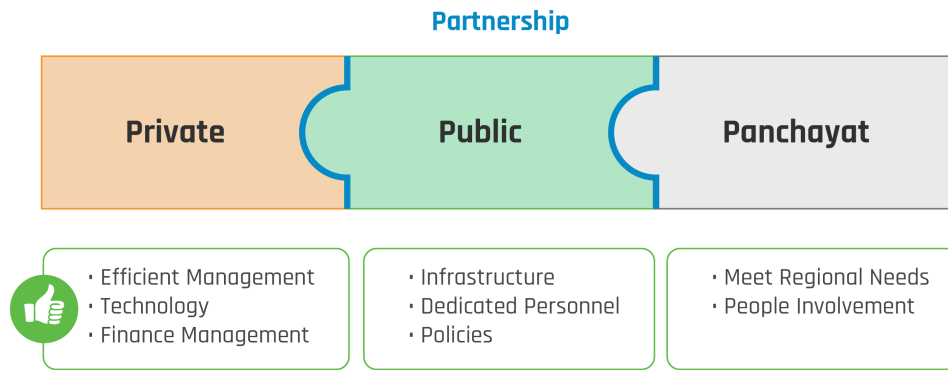 Partnership
Private
Public
Panchayat
· Efficient Management
· Technology
· Finance Management
· Infrastructure
· Dedicated Personnel
· Policies
· Meet Regional Needs
· People Involvement